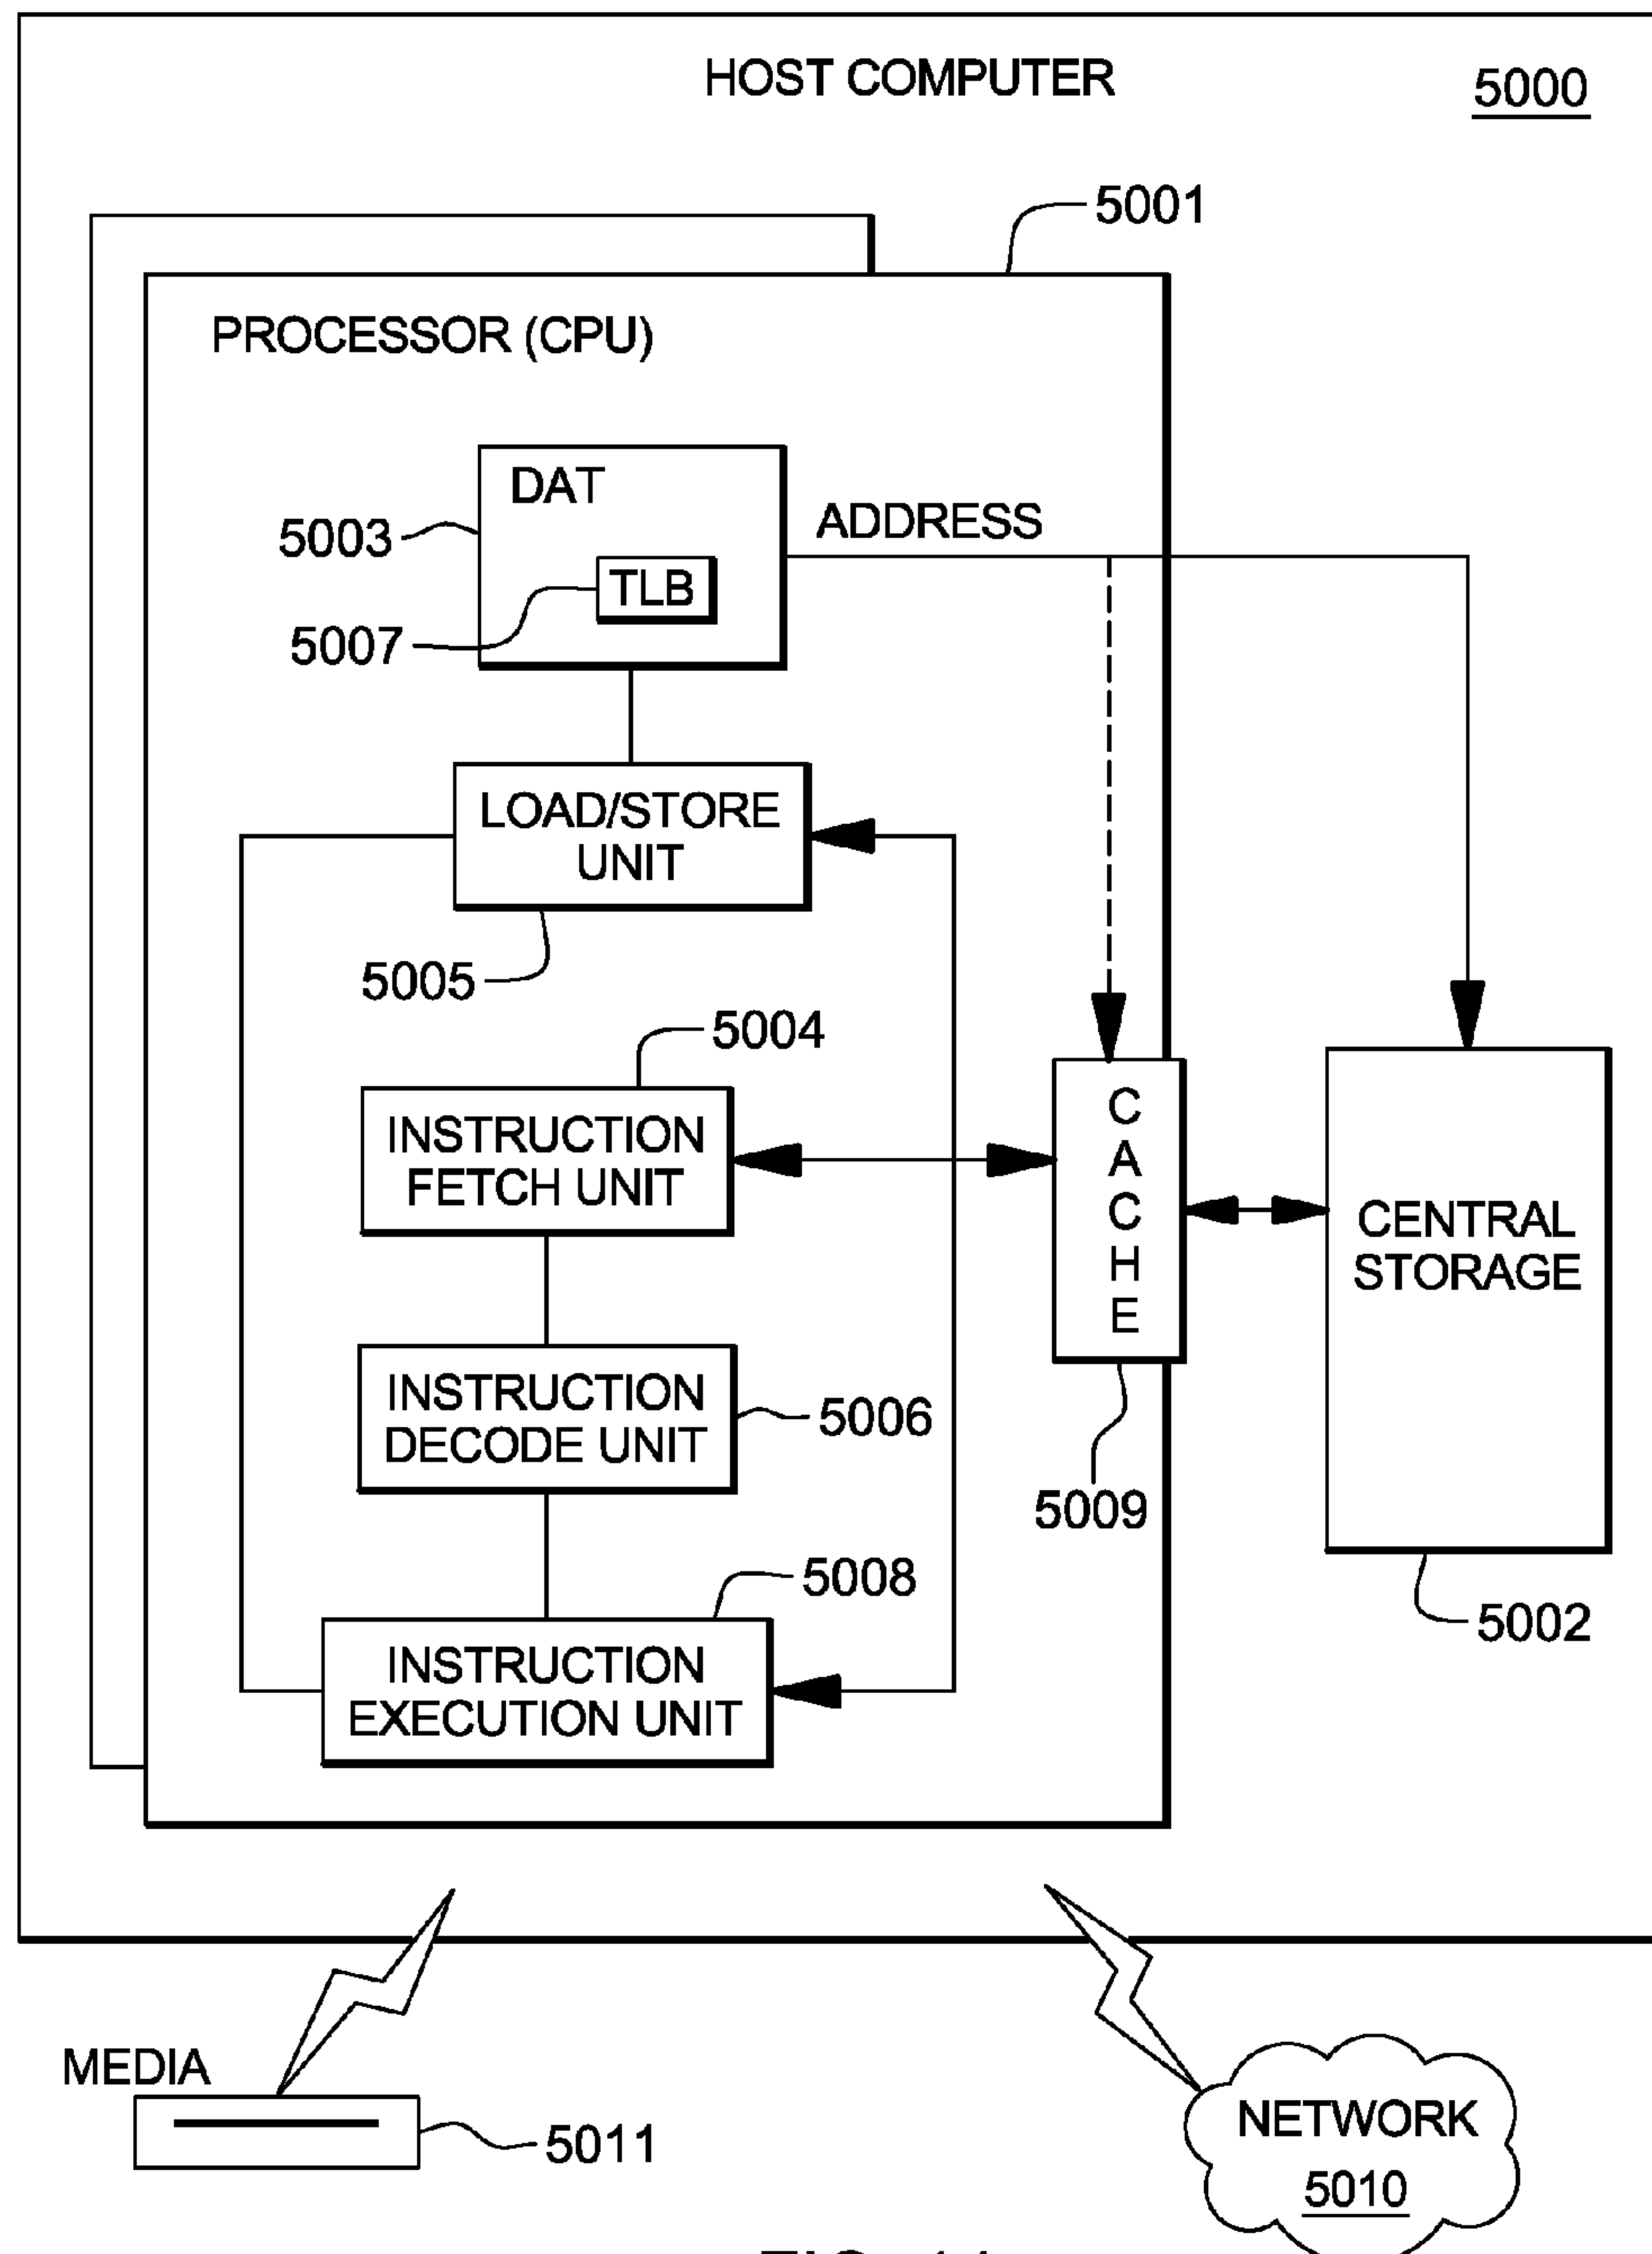 HOST COMPUTER
5000
5001
PROCESSOR (CPU)
DAT
5003
ADDRESS
TLB
5007
LOAD/STORE
UNIT
5005
5004
INSTRUCTION
FETCH UNIT
CACHE
CENTRAL
STORAGE
INSTRUCTION
DECODE UNIT
5006
5009
5008
5002
INSTRUCTION
EXECUTION UNIT
MEDIA
5011
NETWORK
5010